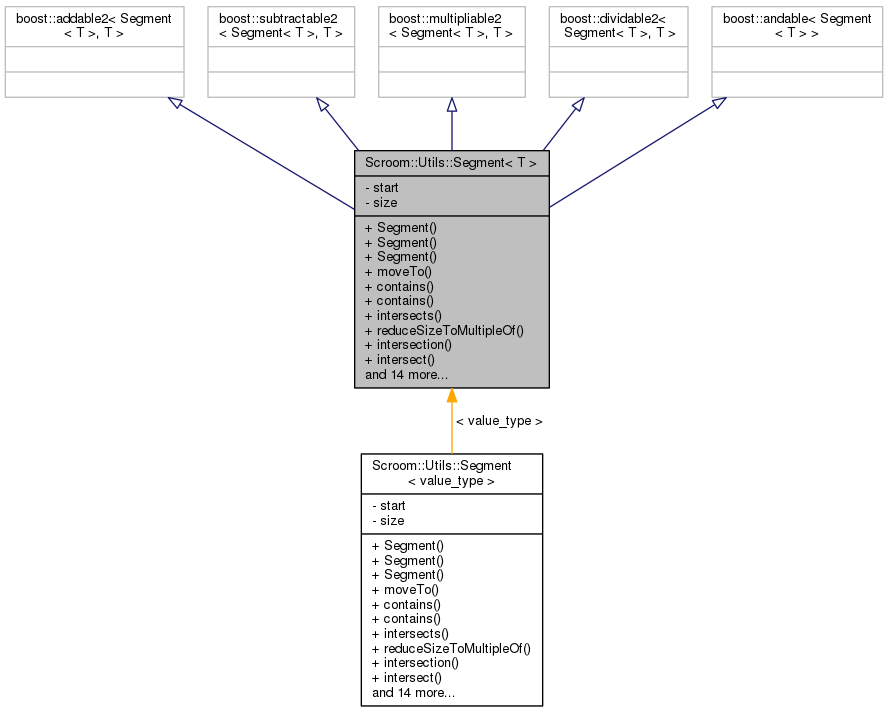 boost::addable2< Segment
< T >, T >
boost::subtractable2
< Segment< T >, T >
boost::multipliable2
< Segment< T >, T >
boost::dividable2<
Segment< T >, T >
boost::andable< Segment
< T > >
Scroom::Utils::Segment< T >
- start
- size
+ Segment()
+ Segment()
+ Segment()
+ moveTo()
+ contains()
+ contains()
+ intersects()
+ reduceSizeToMultipleOf()
+ intersection()
+ intersect()
and 14 more...
< value_type >
Scroom::Utils::Segment
< value_type >
- start
- size
+ Segment()
+ Segment()
+ Segment()
+ moveTo()
+ contains()
+ contains()
+ intersects()
+ reduceSizeToMultipleOf()
+ intersection()
+ intersect()
and 14 more...